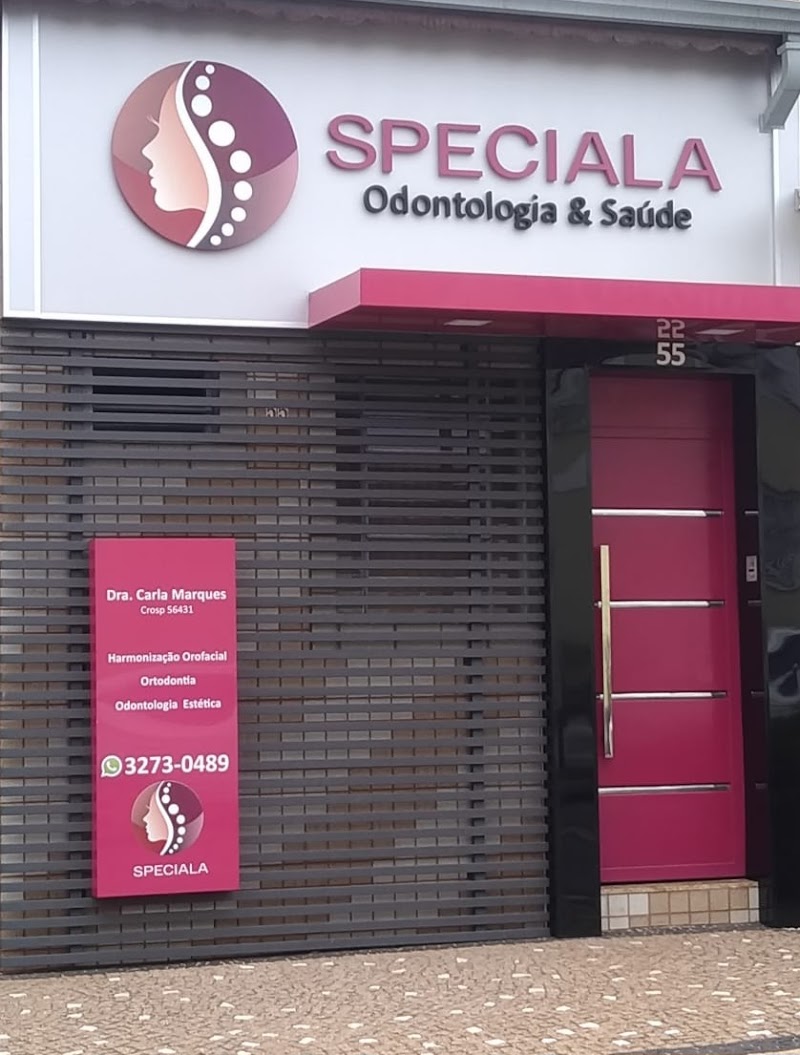 SPECIALA
Odontologia & Saúde
22
55
Dra. Carla Marques
Crosp 56431
Harmonização Orofacial
Ortodontia
Odontologia Estética
3273-0489
SPECIALA